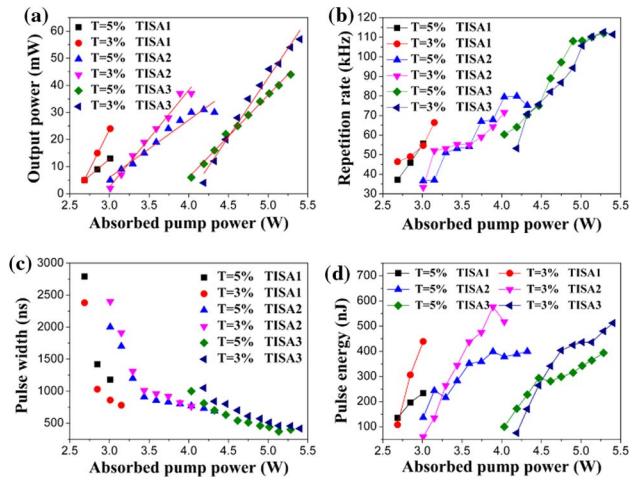 (a)
60
50
40
30
20
10
0
Output power (mW)
T=5% TISA1
T=3% TISA1
T=5% TISA2
T=3% TISA2
T=5% TISA3
T=3% TISA3
2.5 3.0 3.5 4.0 4.5 5.0 5.5
Absorbed pump power (W)
(b)
190
170
150
130
110
90
70
50
30
Repetition rate (kHz)
T=5% TISA1
T=3% TISA1
T=5% TISA2
T=3% TISA2
T=5% TISA3
T=3% TISA3
2.5 3.0 3.5 4.0 4.5 5.0 5.5
Absorbed pump power (W)
(c)
3000
2500
2000
1500
1000
500
Pulse width (ns)
T=5% TISA1
T=3% TISA1
T=5% TISA2
T=3% TISA2
T=5% TISA3
T=3% TISA3
2.5 3.0 3.5 4.0 4.5 5.0 5.5
Absorbed pump power (W)
(d)
700
600
500
400
300
200
100
Pulse energy (nJ)
T=5% TISA1 T=3% TISA1
T=5% TISA2 T=3% TISA2
T=5% TISA3 T=3% TISA3
2.5 3.0 3.5 4.0 4.5 5.0 5.5
Absorbed pump power (W)